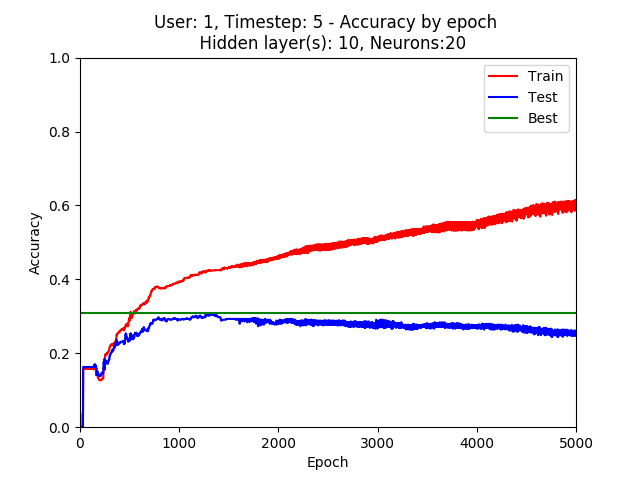 User: 1, Timestep: 5 - Accuracy by epoch
Hidden layer(s): 10, Neurons:20
Train
Test
Best
Accuracy
1.0
0.8
0.6
0.4
0.2
0.0
0 1000 2000 3000 4000 5000
Epoch